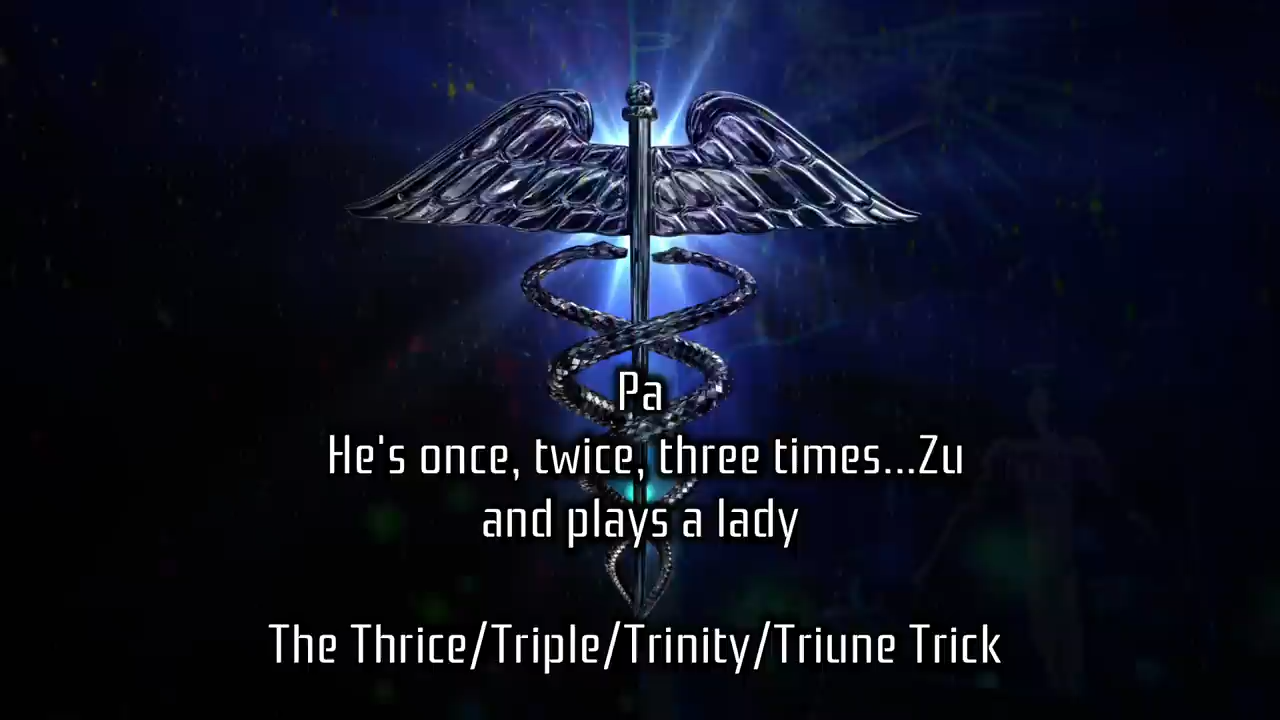 Pa
He's once, twice, three times...Zu
and plays a lady
The Thrice/Triple/Trinity/Triune Trick